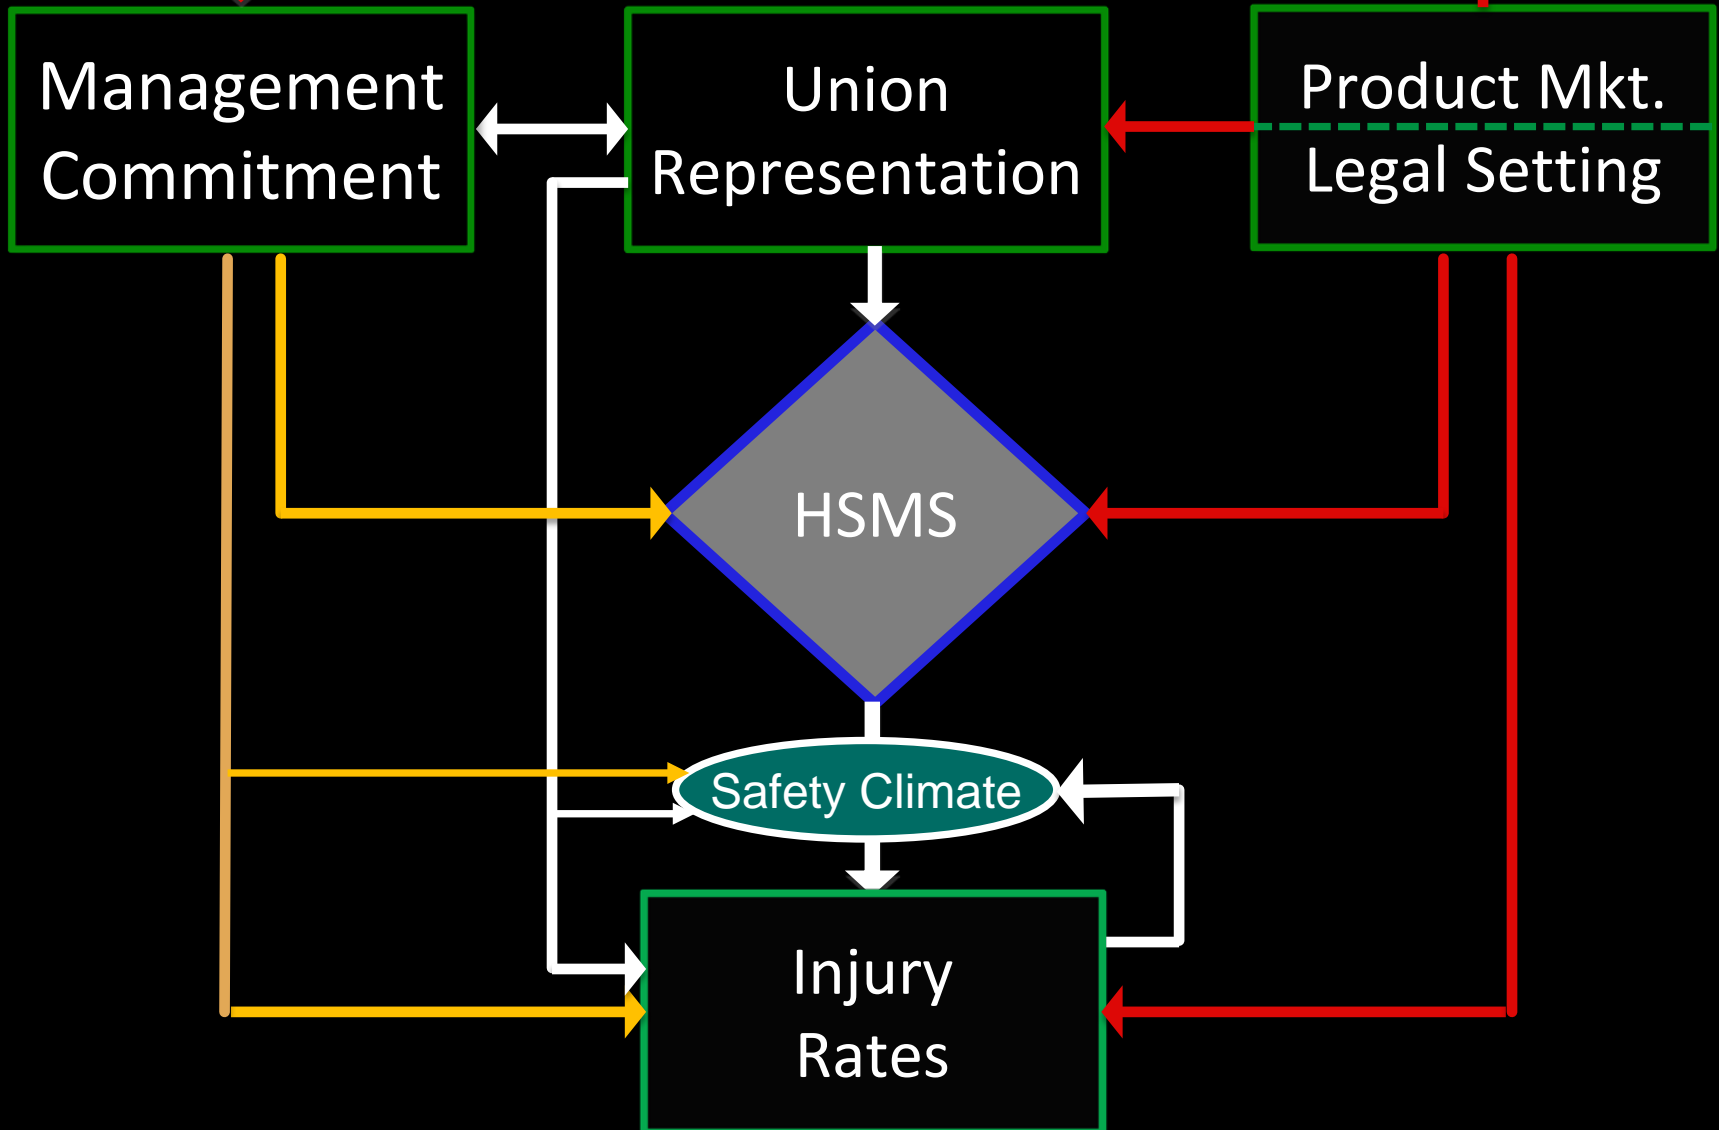 Management
Commitment
Union
Representation
Product Mkt.
Legal Setting
HSMS
Safety Climate
Injury
Rates